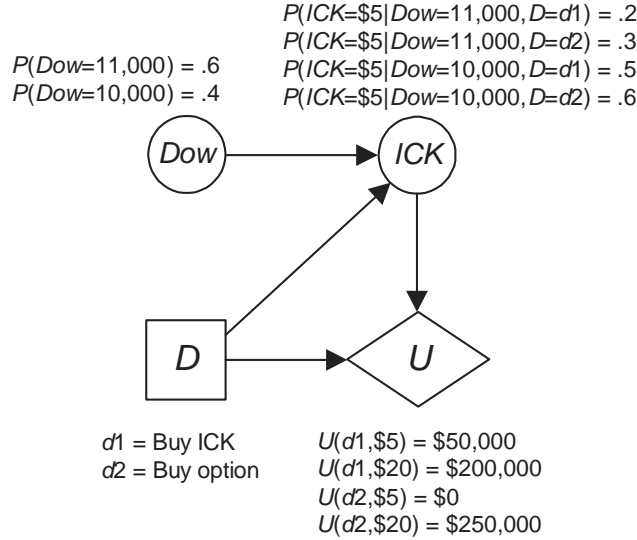 P(ICK=$5|Dow=11,000, D=d1) = .2
P(ICK=$5|Dow=11,000, D=d2) = .3
P(ICK=$5|Dow=10,000, D=d1) = .5
P(ICK=$5|Dow=10,000, D=d2) = .6
P(Dow=11,000) = .6
P(Dow=10,000) = .4
Dow
ICK
D
U
d1 = Buy ICK
d2 = Buy option
U(d1,$5) = $50,000
U(d1,$20) = $200,000
U(d2,$5) = $0
U(d2,$20) = $250,000